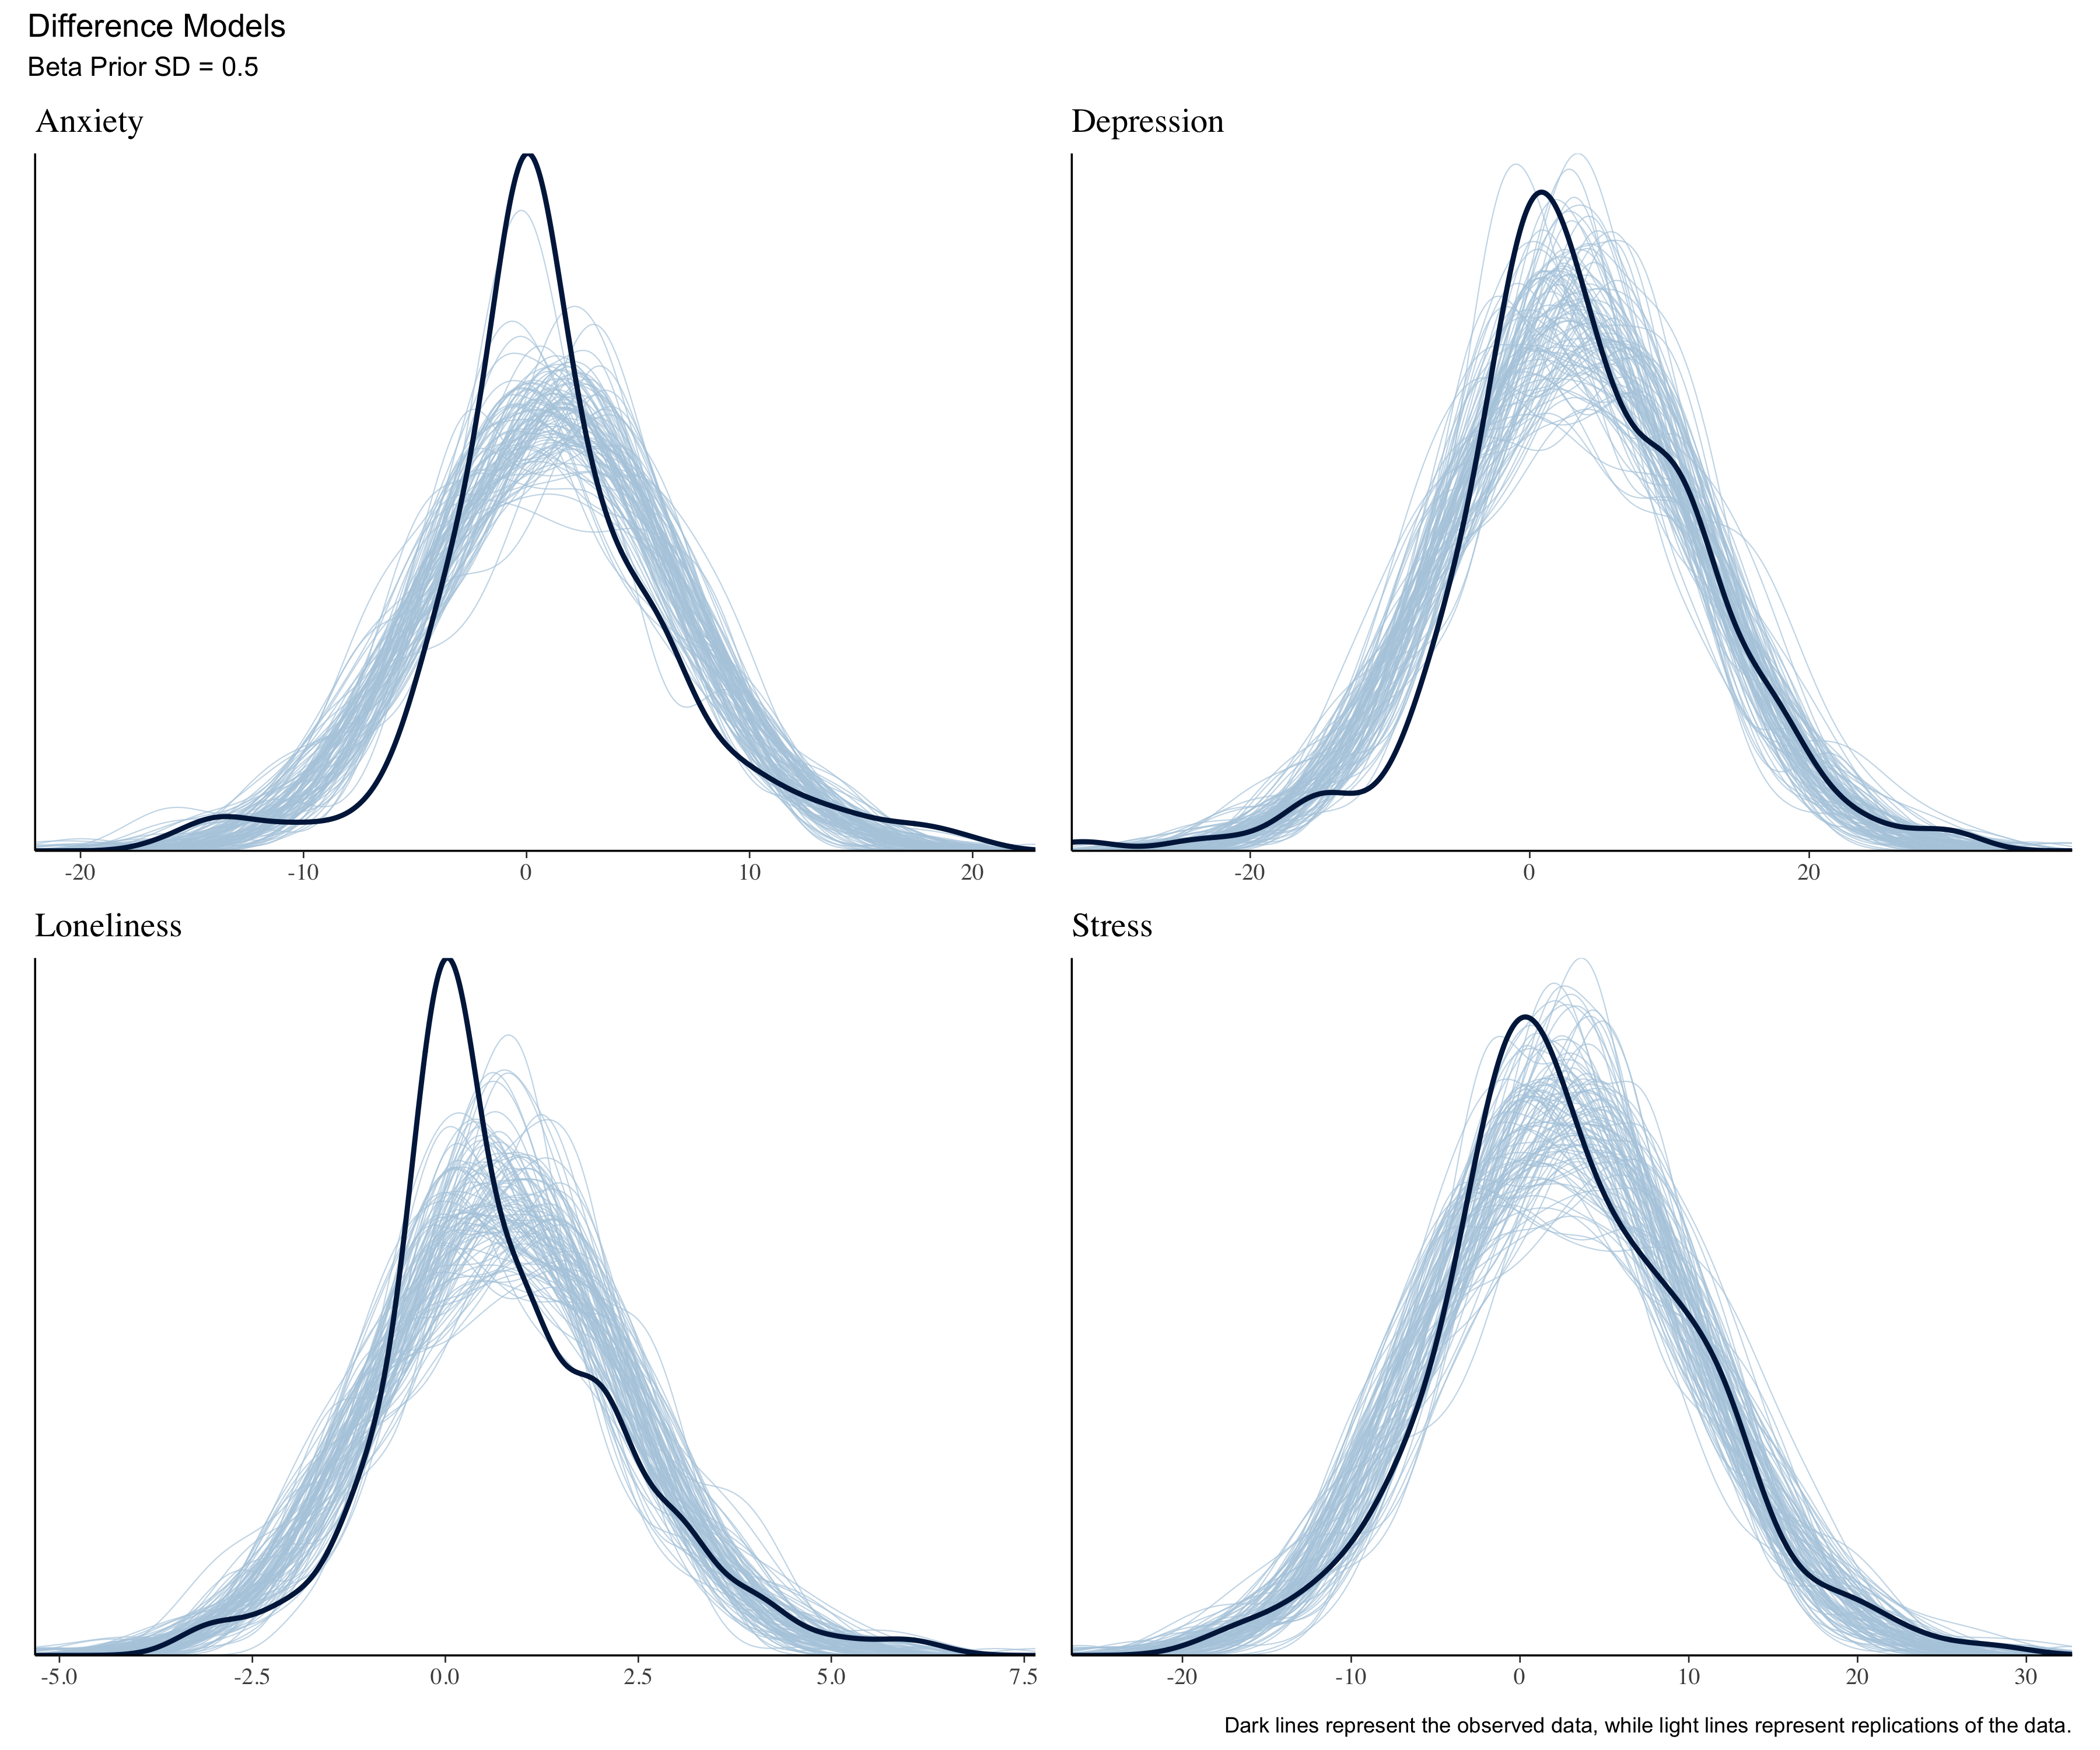 Difference Models
Beta Prior SD = 0.5
Anxiety
Depression
-20 -10 0 10 20
-20 0 20
Loneliness
Stress
-5.0 -2.5 0.0 2.5 5.0 7.5
-20 -10 0 10 20 30
Dark lines represent the observed data, while light lines represent replications of the data.